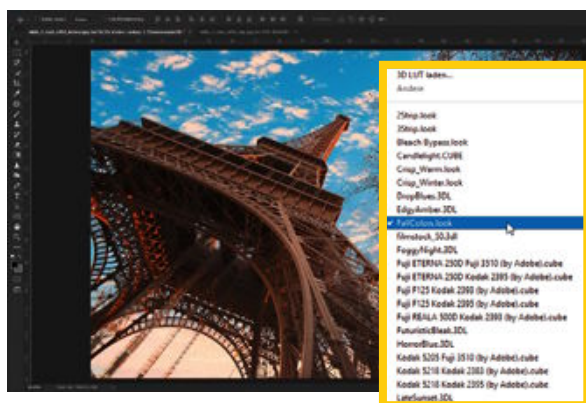 3D LUT laden...
Andere
2Strip.look
3Strip.look
Bleach Bypass.look
Candlelight.CUBE
Crisp_Warm.look
Crisp_Winter.look
DropBlues.3DL
EdgyAmber.3DL
FallColors.look
filmstock_50.3dl
FoggyNight.3DL
Fuji ETERNA 250D Fuji 3510 (by Adobe).cube
Fuji ETERNA 250D Kodak 2395 (by Adobe).cube
Fuji F125 Kodak 2393 (by Adobe).cube
Fuji F125 Kodak 2395 (by Adobe).cube
Fuji REALA 500D Kodak 2393 (by Adobe).cube
FuturisticBleak.3DL
HorrorBlue.3DL
Kodak 5205 Fuji 3510 (by Adobe).cube
Kodak 5218 Kodak 2383 (by Adobe).cube
Kodak 5218 Kodak 2395 (by Adobe).cube
LateSunset.3DL